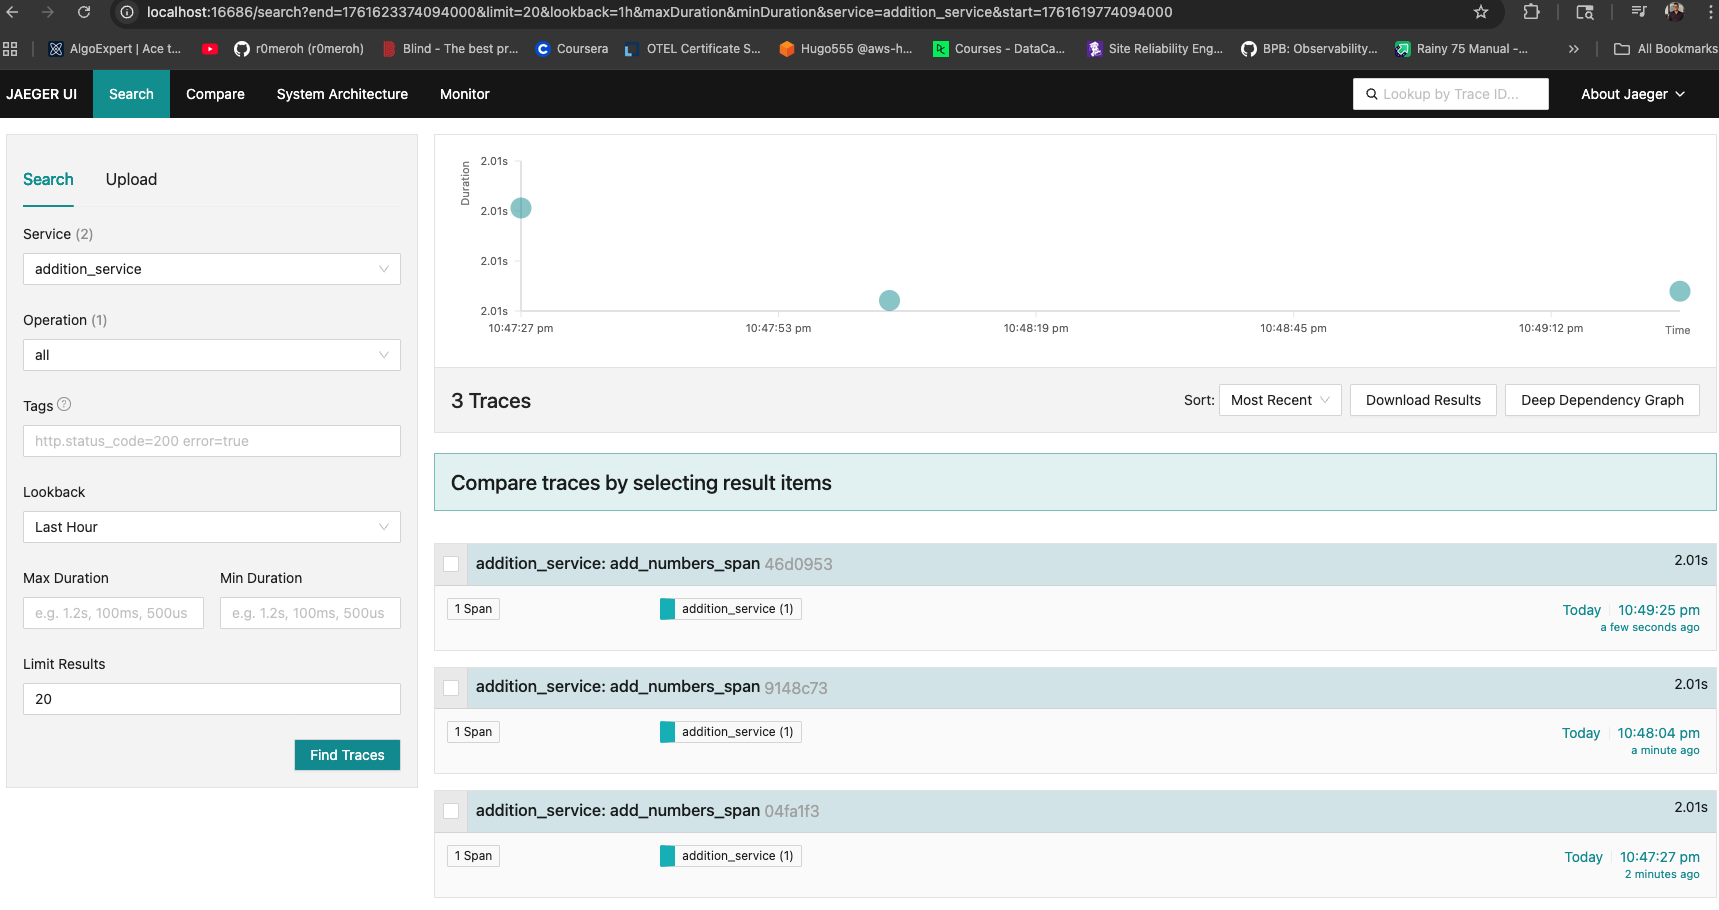 localhost:16686/search?end=1761623374094000&limit=20&lookback=1h&maxDuration&minDuration&service=addition_service&start=1761619774094000
AlgoExpert | Ace t...
r0meroh (r0meroh)
Blind - The best pr...
Coursera
OTEL Certificate S...
Hugo555 @aws-h...
Courses - DataCa...
Site Reliability Eng...
BPB: Observability...
Rainy 75 Manual -...
»
All Bookmarks
JAEGER UI
Search
Compare
System Architecture
Monitor
Lookup by Trace ID...
About Jaeger
Search
Upload
Service (2)
addition_service
Operation (1)
all
Tags
http.status_code=200 error=true
Lookback
Last Hour
Max Duration
Min Duration
e.g. 1.2s, 100ms, 500us
e.g. 1.2s, 100ms, 500us
Limit Results
20
Find Traces
Duration
2.01s
2.01s
2.01s
2.01s
10:47:27 pm
10:47:53 pm
10:48:19 pm
10:48:45 pm
10:49:12 pm
Time
3 Traces
Sort:
Most Recent
Download Results
Deep Dependency Graph
Compare traces by selecting result items
addition_service: add_numbers_span 46d0953
2.01s
1 Span
addition_service (1)
Today
10:49:25 pm
a few seconds ago
addition_service: add_numbers_span 9148c73
2.01s
1 Span
addition_service (1)
Today
10:48:04 pm
a minute ago
addition_service: add_numbers_span 04fa1f3
2.01s
1 Span
addition_service (1)
Today
10:47:27 pm
2 minutes ago